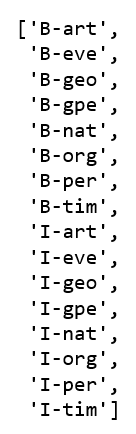 ['B-art',
'B-eve',
'B-geo',
'B-gpe',
'B-nat',
'B-org',
'B-per',
'B-tim',
'I-art',
'I-eve',
'I-geo',
'I-gpe',
'I-nat',
'I-org',
'I-per',
'I-tim']